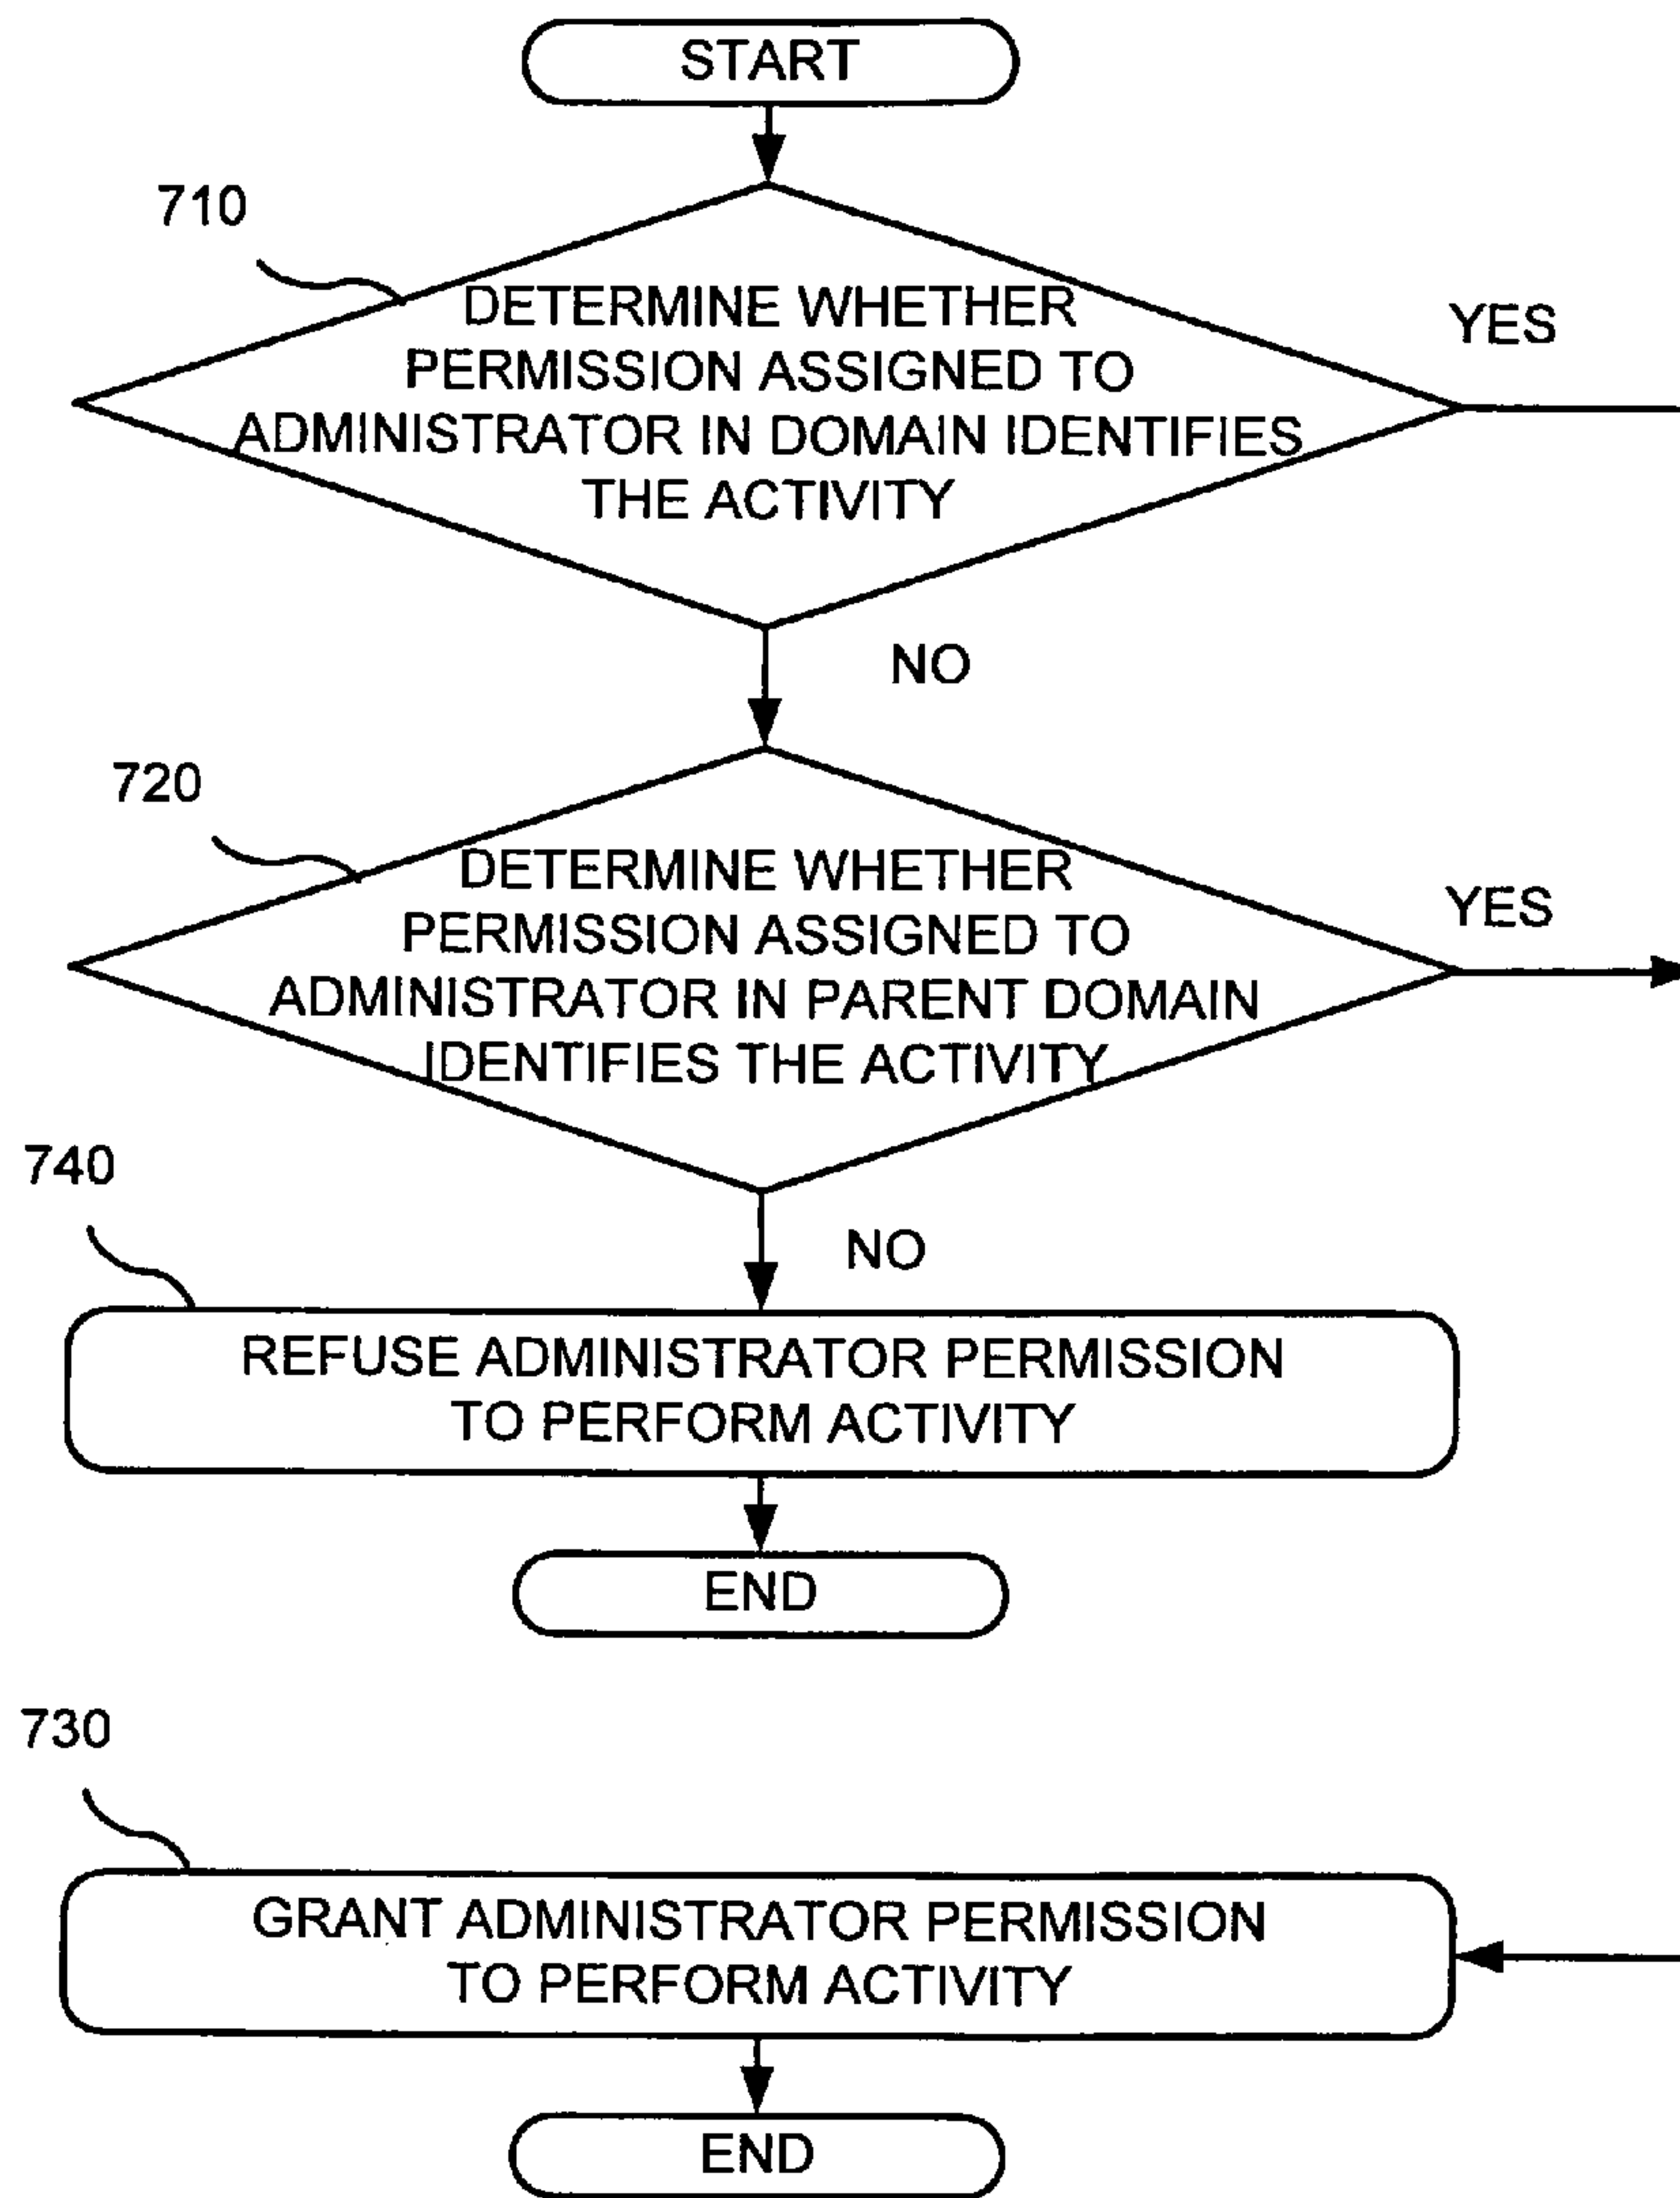 START
710
DETERMINE WHETHER
PERMISSION ASSIGNED TO
ADMINISTRATOR IN DOMAIN IDENTIFIES
THE ACTIVITY
YES
NO
720
DETERMINE WHETHER
PERMISSION ASSIGNED TO
ADMINISTRATOR IN PARENT DOMAIN
IDENTIFIES THE ACTIVITY
YES
NO
740
REFUSE ADMINISTRATOR PERMISSION
TO PERFORM ACTIVITY
END
730
GRANT ADMINISTRATOR PERMISSION
TO PERFORM ACTIVITY
END